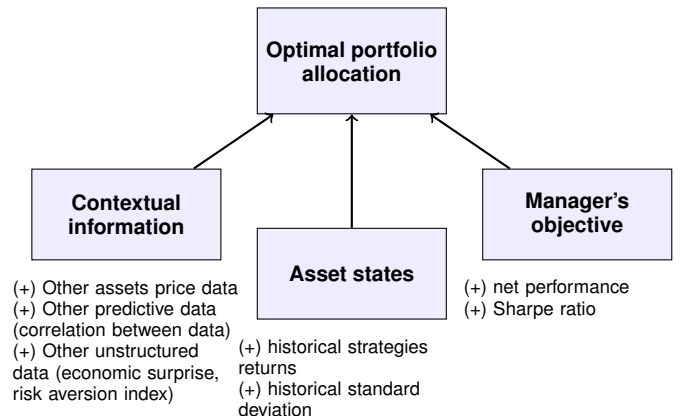 Optimal portfolio
allocation
Contextual
information
Asset states
Manager's
objective
(+) Other assets price data
(+) Other predictive data
(correlation between data)
(+) Other unstructured
data (economic surprise,
risk aversion index)
(+) historical strategies
returns
(+) historical standard
deviation
(+) net performance
(+) Sharpe ratio